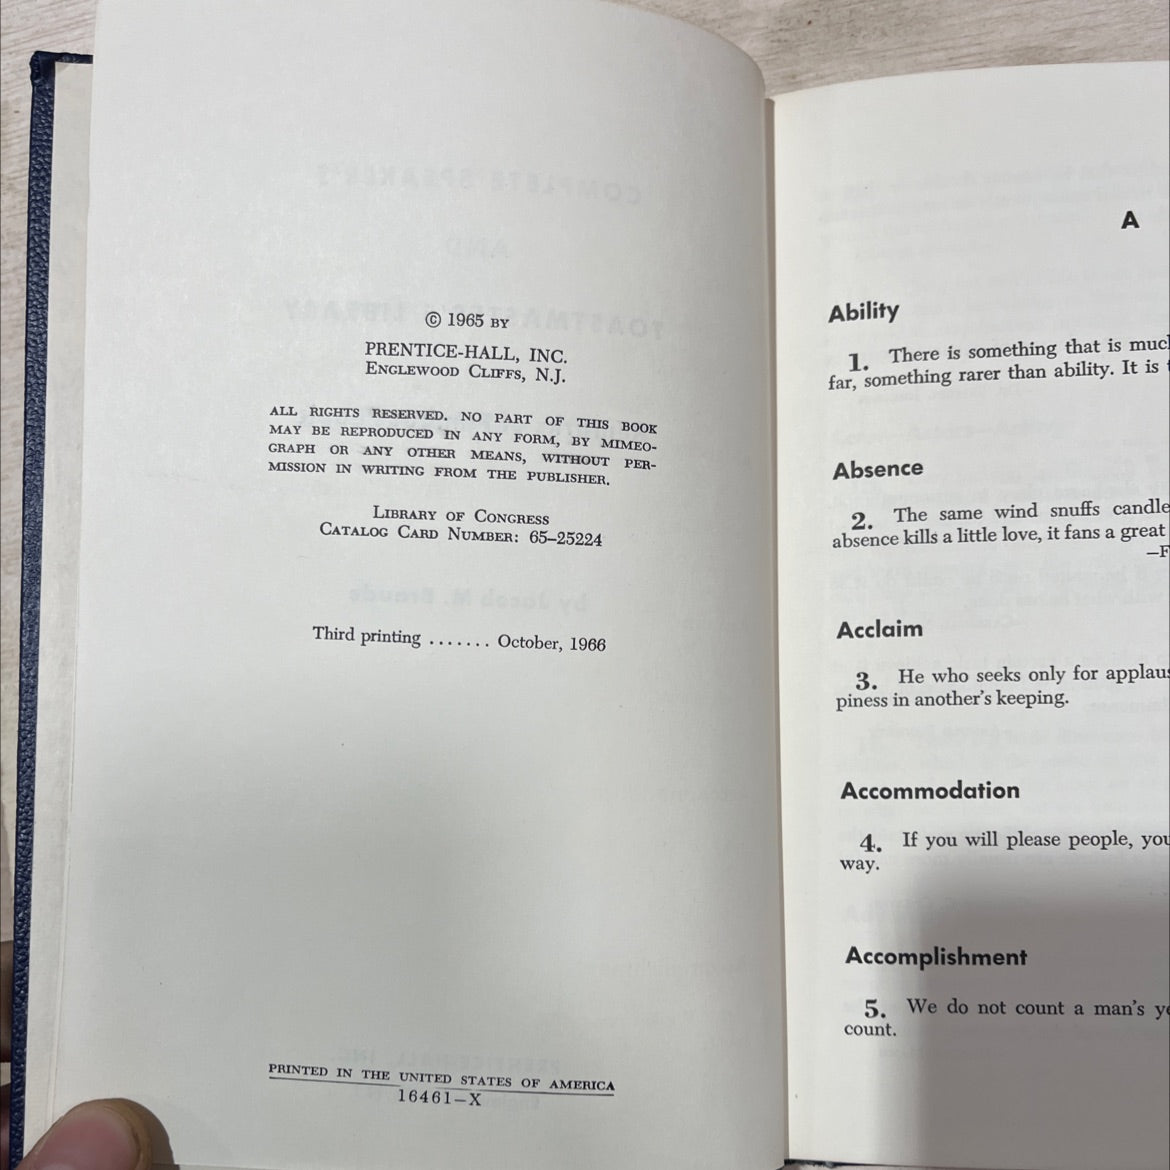 © 1965 BY
PRENTICE-HALL, INC.
ENGLEWOOD CLIFFS, N.J.
ALL RIGHTS RESERVED. NO PART OF THIS BOOK
MAY BE REPRODUCED IN ANY FORM, BY MIMEO-
GRAPH OR ANY OTHER MEANS, WITHOUT PER-
MISSION IN WRITING FROM THE PUBLISHER.
LIBRARY OF CONGRESS
CATALOG CARD NUMBER: 65–25224
Third printing ....... October, 1966
PRINTED IN THE UNITED STATES OF AMERICA
16461–X
A
Ability
1. There is something that is
far, something rarer than ability. It is
Absence
2. The same wind snuffs
absence kills a little love, it fans a great
–F
Acclaim
3. He who seeks only for
piness in another's keeping.
Accommodation
4. If you will please people,
way.
Accomplishment
5. We do not count a man's
count.